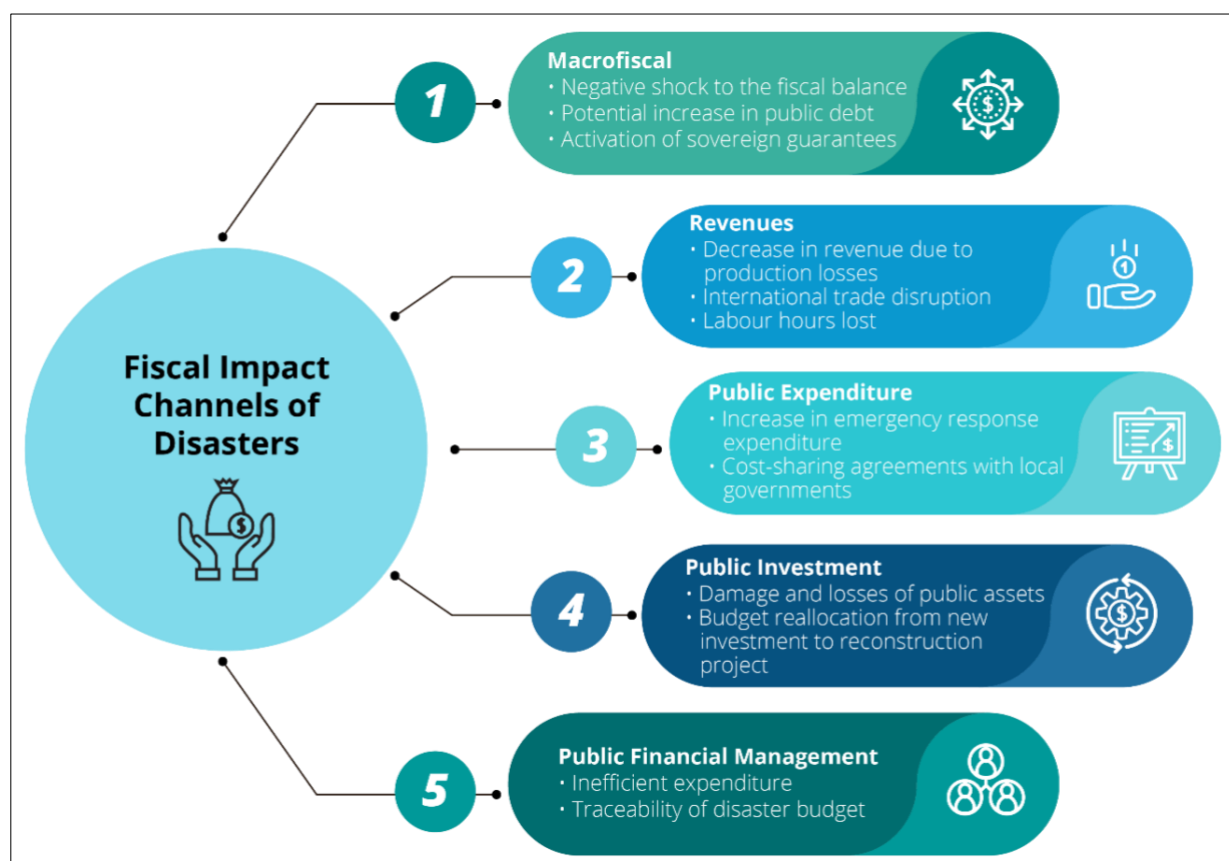 Fiscal Impact
Channels of
Disasters
$
1
Macrofiscal
• Negative shock to the fiscal balance
• Potential increase in public debt
• Activation of sovereign guarantees
$
2
Revenues
• Decrease in revenue due to
production losses
• International trade disruption
• Labour hours lost
1
3
Public Expenditure
• Increase in emergency response
expenditure
• Cost-sharing agreements with local
governments
$
4
Public Investment
• Damage and losses of public assets
• Budget reallocation from new
investment to reconstruction
project
$
5
Public Financial Management
• Inefficient expenditure
• Traceability of disaster budget